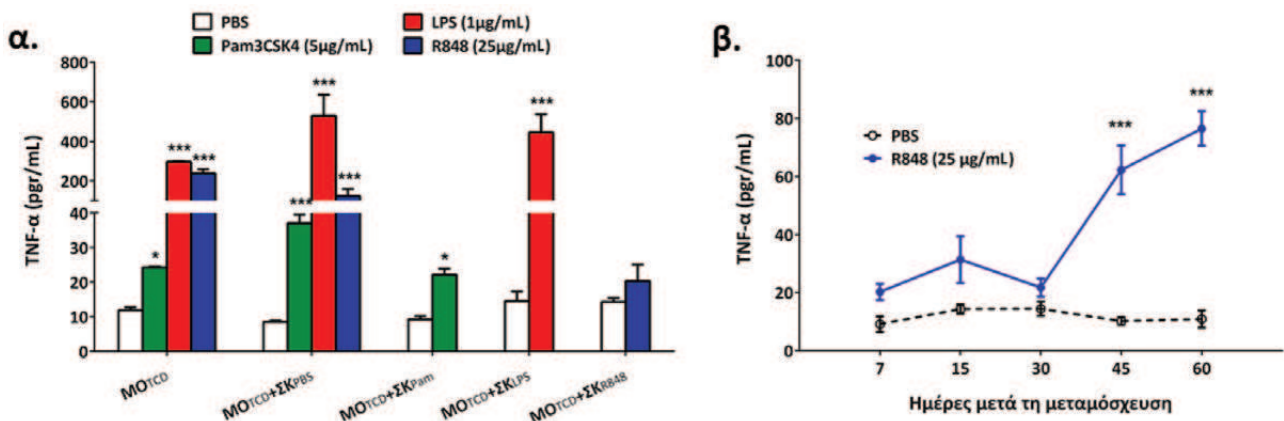 α.
PBS
LPS (1μg/mL)
Pam3CSK4 (5μg/mL)
R848 (25μg/mL)
TNF-α (pgr/mL)
800
600
400
200
40
30
20
10
0
*
***
***
***
***
***
*
***
MOTCD
MOTCD+ΣΚPBS
MOTCD+ΣΚPam
MOTCD+ΣΚLPS
MOTCD+ΣΚR848
β.
TNF-α (pgr/mL)
100
80
60
40
20
0
PBS
R848 (25 μg/mL)
***
***
7
15
30
45
60
Ημέρες μετά τη μεταμόσχευση